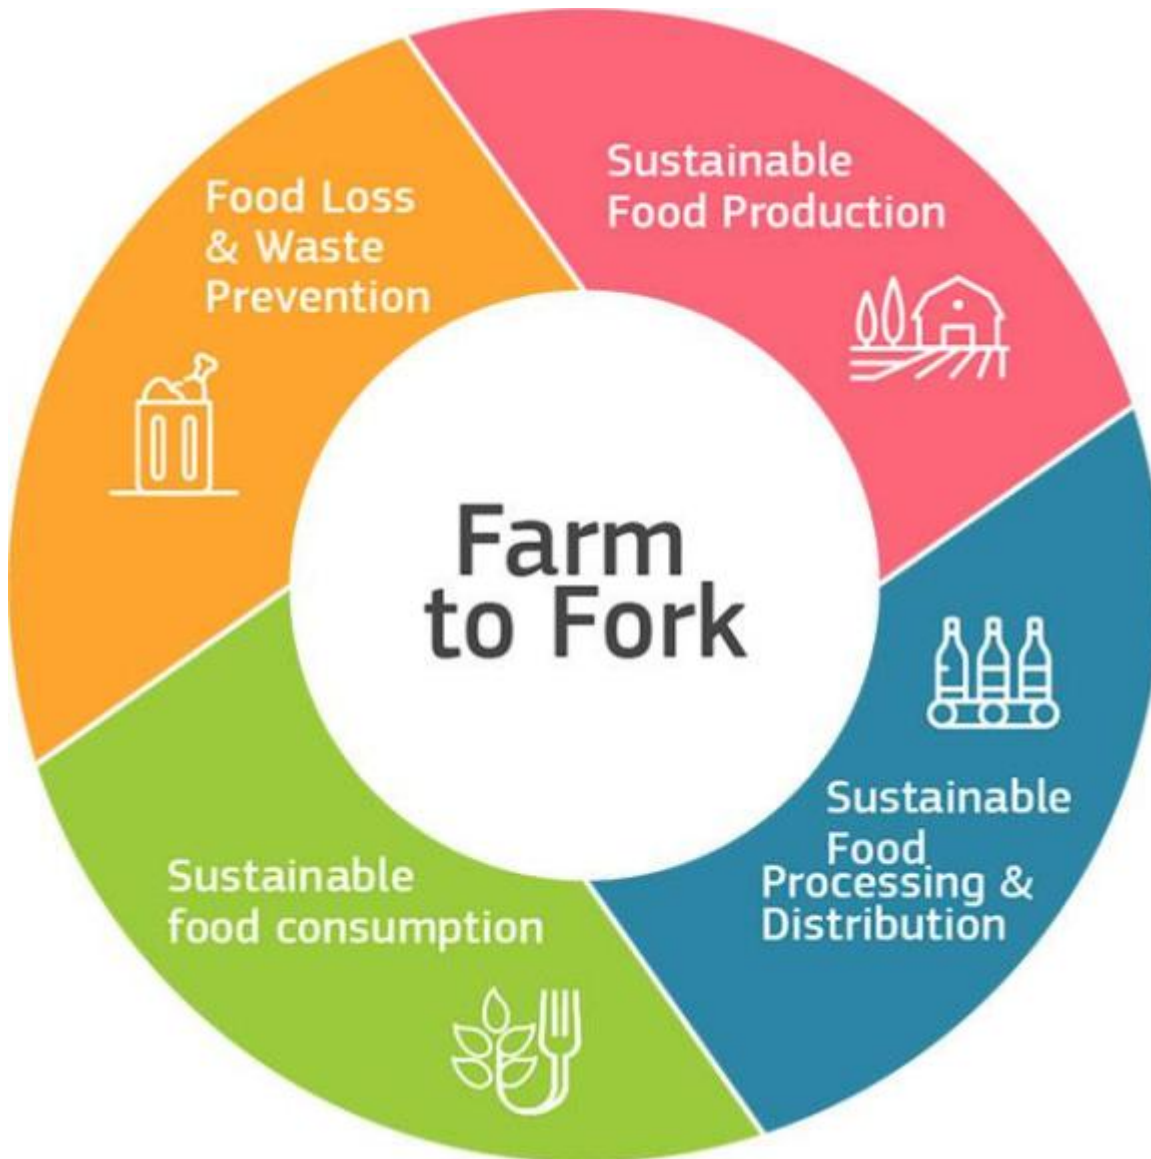 Food Loss
& Waste
Prevention
Sustainable
Food Production
Farm
to Fork
Sustainable
Food
Processing &
Distribution
Sustainable
food consumption